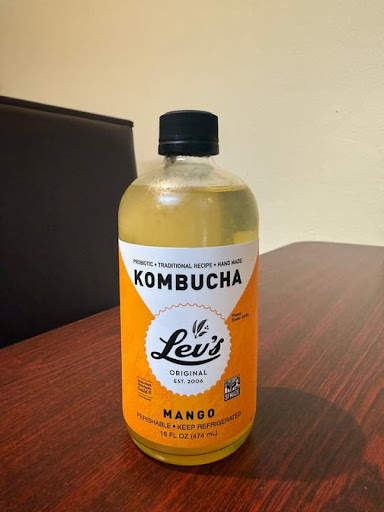 PROBIOTIC • TRADITIONAL RECIPE • HAND MADE
KOMBUCHA
Lev's
ORIGINAL
EST. 2006
MANGO
PERISHABLE • KEEP REFRIGERATED
16 FL OZ (474 mL)